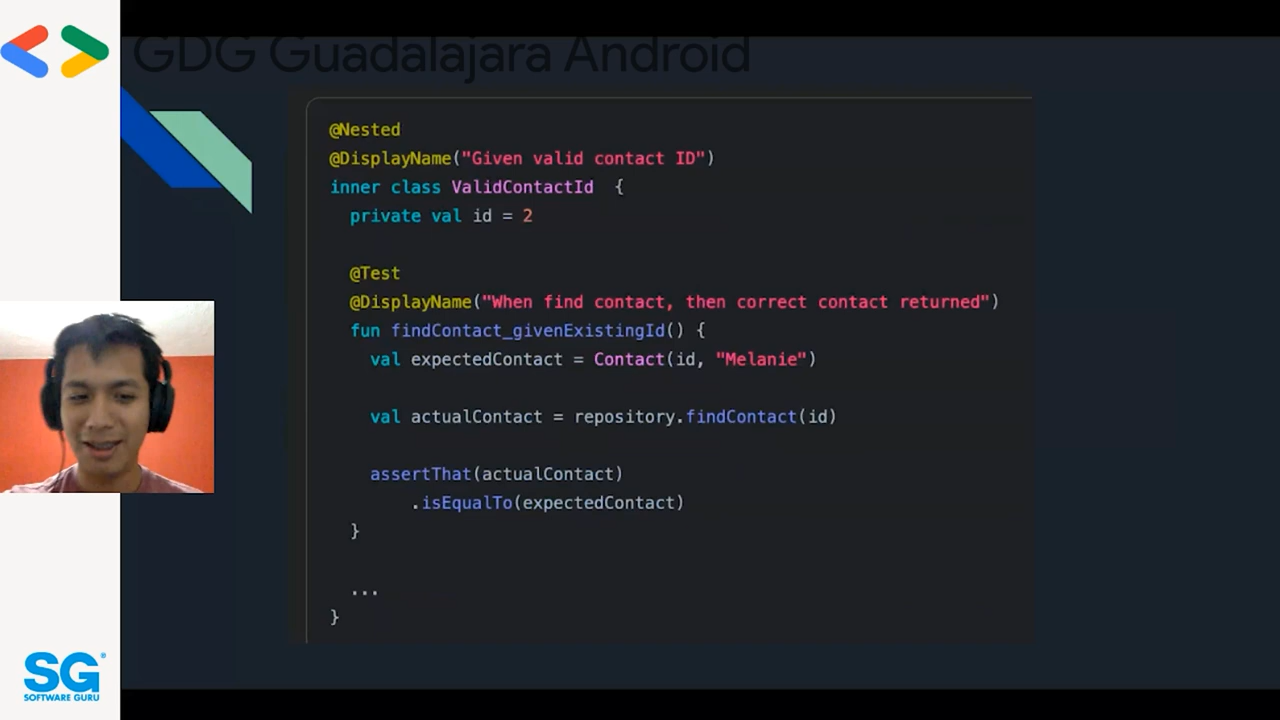 GDG Guadalajara Android
@Nested
@DisplayName("Given valid contact ID")
inner class ValidContactId {
private val id = 2
@Test
@DisplayName("When find contact, then correct contact returned")
fun findContact_givenExistingId() {
val expectedContact = Contact(id, "Melanie")
val actualContact = repository.findContact(id)
assertThat(actualContact)
.isEqualTo(expectedContact)
}
...
}
SG®
SOFTWARE GURU